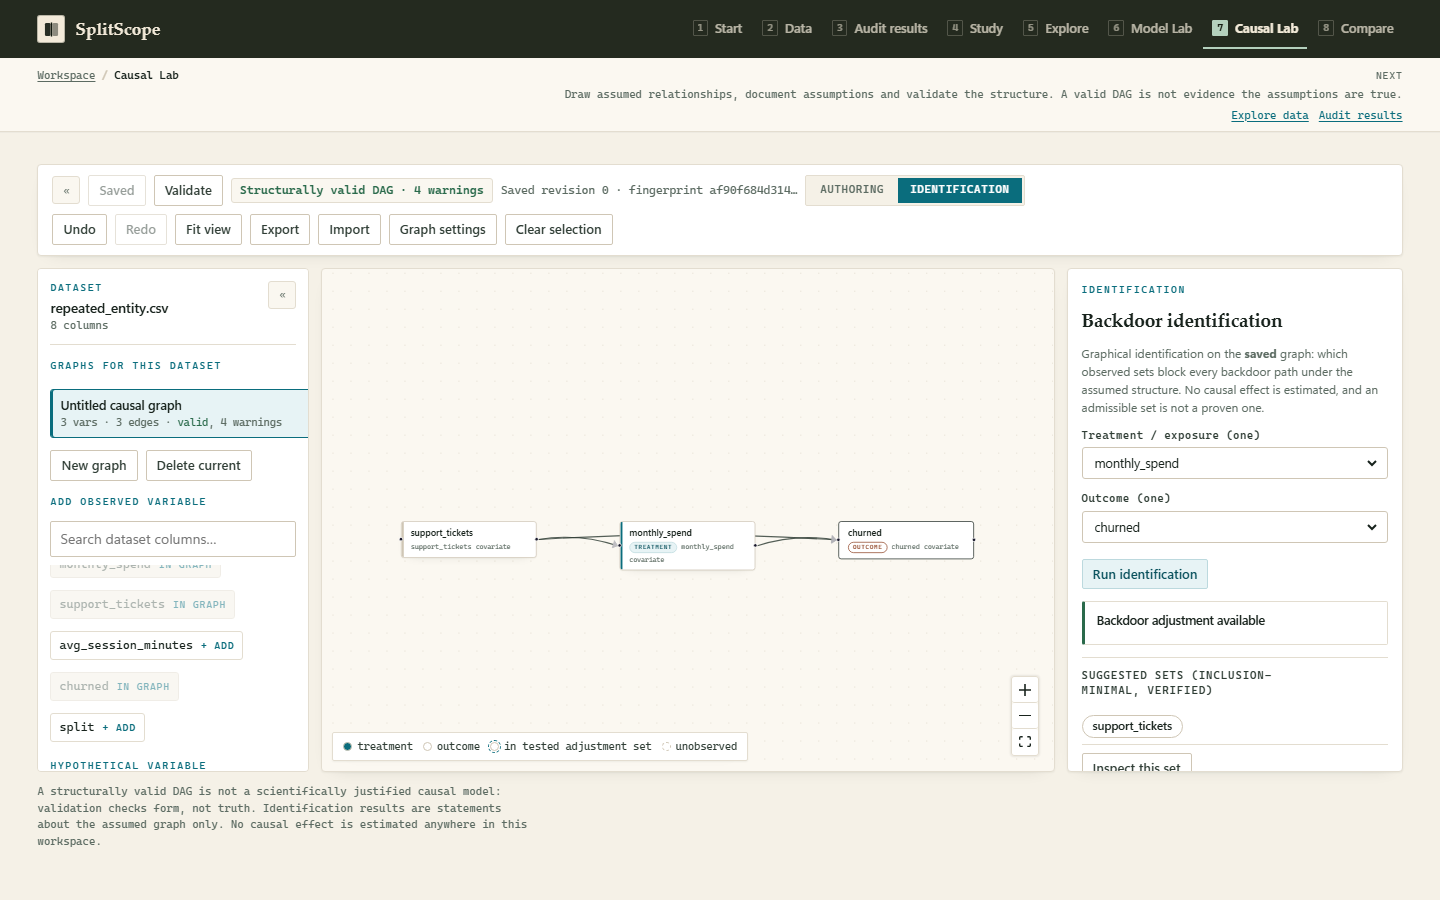 SplitScope
1 Start
2 Data
3 Audit results
4 Study
5 Explore
6 Model Lab
7 Causal Lab
8 Compare
Workspace / Causal Lab
NEXT
Draw assumed relationships, document assumptions and validate the structure. A valid DAG is not evidence the assumptions are true.
Explore data Audit results
« Saved Validate Structurally valid DAG · 4 warnings Saved revision 0 · fingerprint af90f684d314… AUTHORING IDENTIFICATION
Undo Redo Fit view Export Import Graph settings Clear selection
DATASET
«
repeated_entity.csv
8 columns
GRAPHS FOR THIS DATASET
Untitled causal graph
3 vars · 3 edges · valid, 4 warnings
New graph Delete current
ADD OBSERVED VARIABLE
Search dataset columns…
monthly_spend IN GRAPH
support_tickets IN GRAPH
avg_session_minutes + ADD
churned IN GRAPH
split + ADD
HYPOTHETICAL VARIABLE
support_tickets
support_tickets covariate
monthly_spend
TREATMENT monthly_spend
covariate
churned
OUTCOME churned covariate
treatment outcome in tested adjustment set unobserved
IDENTIFICATION
Backdoor identification
Graphical identification on the saved graph: which
observed sets block every backdoor path under the
assumed structure. No causal effect is estimated, and an
admissible set is not a proven one.
Treatment / exposure (one)
monthly_spend
Outcome (one)
churned
Run identification
Backdoor adjustment available
SUGGESTED SETS (INCLUSION-
MINIMAL, VERIFIED)
support_tickets
Inspect this set
A structurally valid DAG is not a scientifically justified causal model:
validation checks form, not truth. Identification results are statements
about the assumed graph only. No causal effect is estimated anywhere in this
workspace.